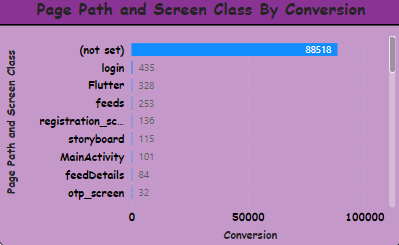 Page Path and Screen Class By Conversion
Page Path and Screen Class
(not set) 88518
login 435
Flutter 328
feeds 253
registration_sc... 136
storyboard 115
MainActivity 101
feedDetails 84
otp_screen 32
0 50000 100000
Conversion